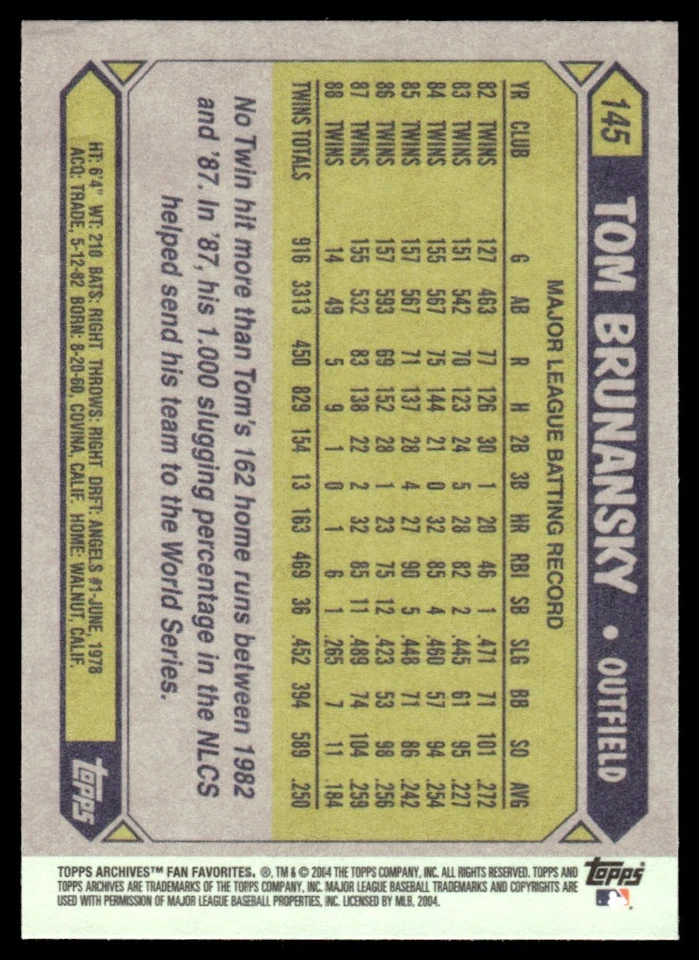 145 TOM BRUNANSKY • OUTFIELD
MAJOR LEAGUE BATTING RECORD
YR CLUB G AB R H 2B 3B HR RBI SB SLG BB SO AVG
82 TWINS 127 463 77 126 30 1 20 46 1 .471 71 101 .272
83 TWINS 151 542 70 123 24 5 28 82 2 .445 61 95 .227
84 TWINS 155 567 75 144 21 0 32 85 4 .460 57 94 .254
85 TWINS 157 567 71 137 28 4 27 90 5 .448 71 86 .242
86 TWINS 157 593 69 152 28 1 23 75 12 .423 53 98 .256
87 TWINS 155 532 83 138 22 2 32 85 11 .489 74 104 .259
88 TWINS 14 49 5 9 1 0 1 6 1 .265 7 11 .184
TWINS TOTALS 916 3313 450 829 154 13 163 469 36 .452 394 589 .250
No Twin hit more than Tom's 162 home runs between 1982
and '87. In '87, his 1.000 slugging percentage in the NLCS
helped send his team to the World Series.
HT: 6'4" WT: 210 BATS: RIGHT THROWS: RIGHT DRFT: ANGELS #1-JUNE, 1978
ACQ: TRADE, 5-12-82 BORN: 8-20-60, COVINA, CALIF. HOME: WALNUT, CALIF.
Topps
TOPPS ARCHIVES™ FAN FAVORITES. ®, TM & © 2004 THE TOPPS COMPANY, INC. ALL RIGHTS RESERVED. TOPPS AND
TOPPS ARCHIVES ARE TRADEMARKS OF THE TOPPS COMPANY, INC. MAJOR LEAGUE BASEBALL TRADEMARKS AND COPYRIGHTS ARE
USED WITH PERMISSION OF MAJOR LEAGUE BASEBALL PROPERTIES, INC. LICENSED BY MLB, 2004.
Topps